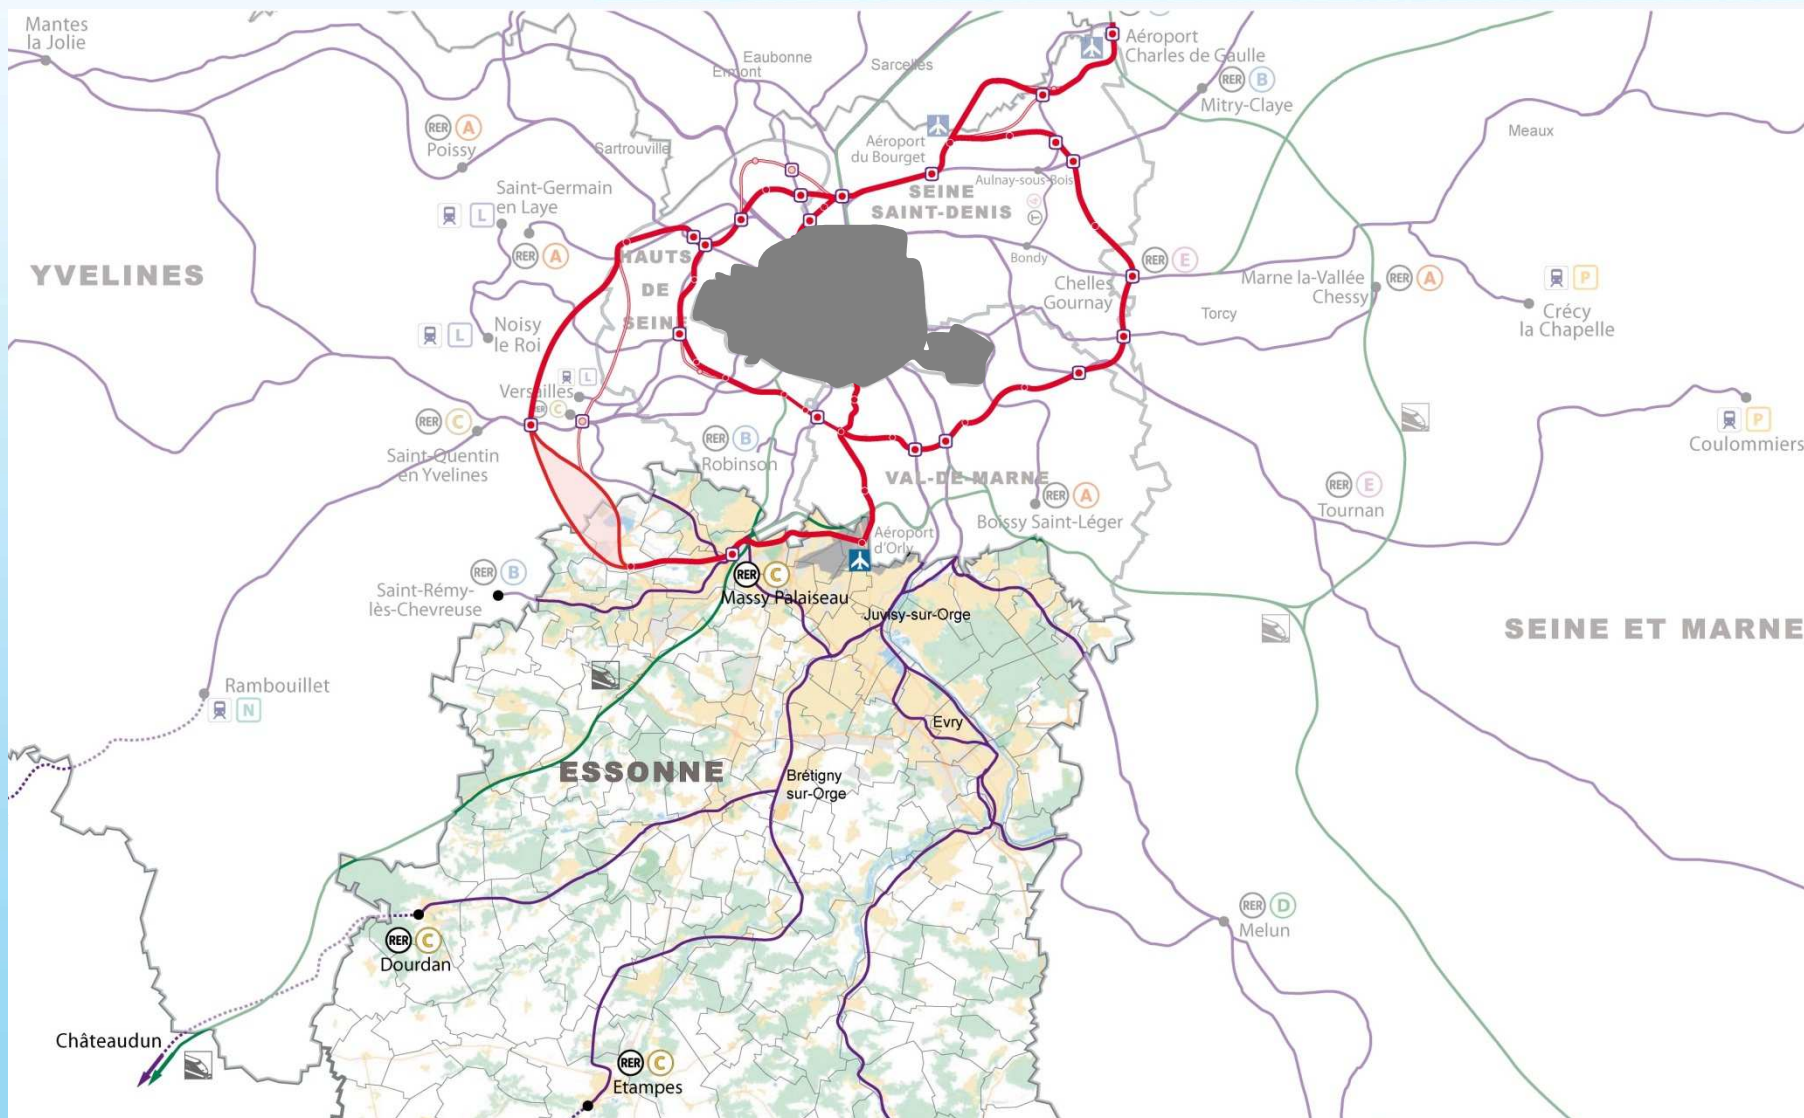 Mantes
la Jolie
Eaubonne
Ermont
Sarcelles
Aéroport
Charles de Gaulle
RER B
Mitry-Claye
Meaux
RER A
Poissy
Sartrouville
Aéroport
du Bourget
Aulnay-sous-Bois
Saint-Germain
en Laye
L
RER A
SEINE
SAINT-DENIS
T
Bondy
YVELINES
HAUTS
DE
SEINE
RER E
Chelles
Gournay
Marne la-Vallée
Chessy
RER A
P
Crécy
la Chapelle
Torcy
L
Noisy
le Roi
L
Versailles
RER C
RER C
Saint-Quentin
en Yvelines
RER B
Robinson
P
Coulommiers
VAL-DE-MARNE
RER A
Boissy Saint-Léger
RER E
Tournan
Aéroport
d'Orly
RER B
Saint-Rémy-
lès-Chevreuse
RER C
Massy Palaiseau
Juvisy-sur-Orge
SEINE ET MARNE
Rambouillet
N
Evry
ESSONNE
Brétigny
sur-Orge
RER C
Dourdan
RER D
Melun
Châteaudun
RER C
Etampes